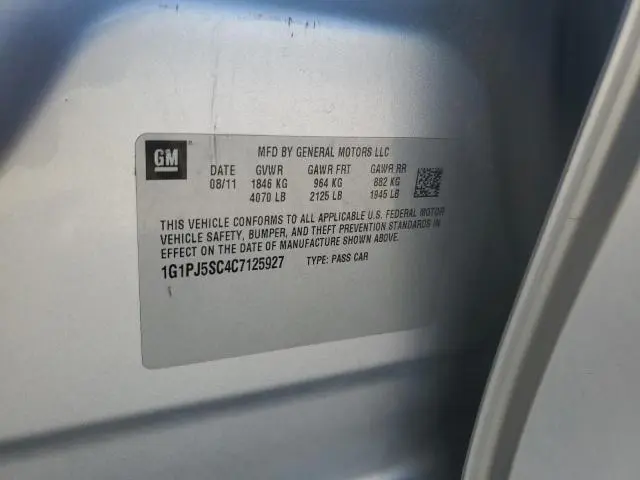 GM
MFD BY GENERAL MOTORS LLC
DATE GVWR GAWR FRT GAWR RR
08/11 1846 KG 964 KG 882 KG
4070 LB 2125 LB 1945 LB
THIS VEHICLE CONFORMS TO ALL APPLICABLE U.S. FEDERAL MOTOR
VEHICLE SAFETY, BUMPER, AND THEFT PREVENTION STANDARDS IN
EFFECT ON THE DATE OF MANUFACTURE SHOWN ABOVE.
1G1PJ5SC4C7125927 TYPE: PASS CAR